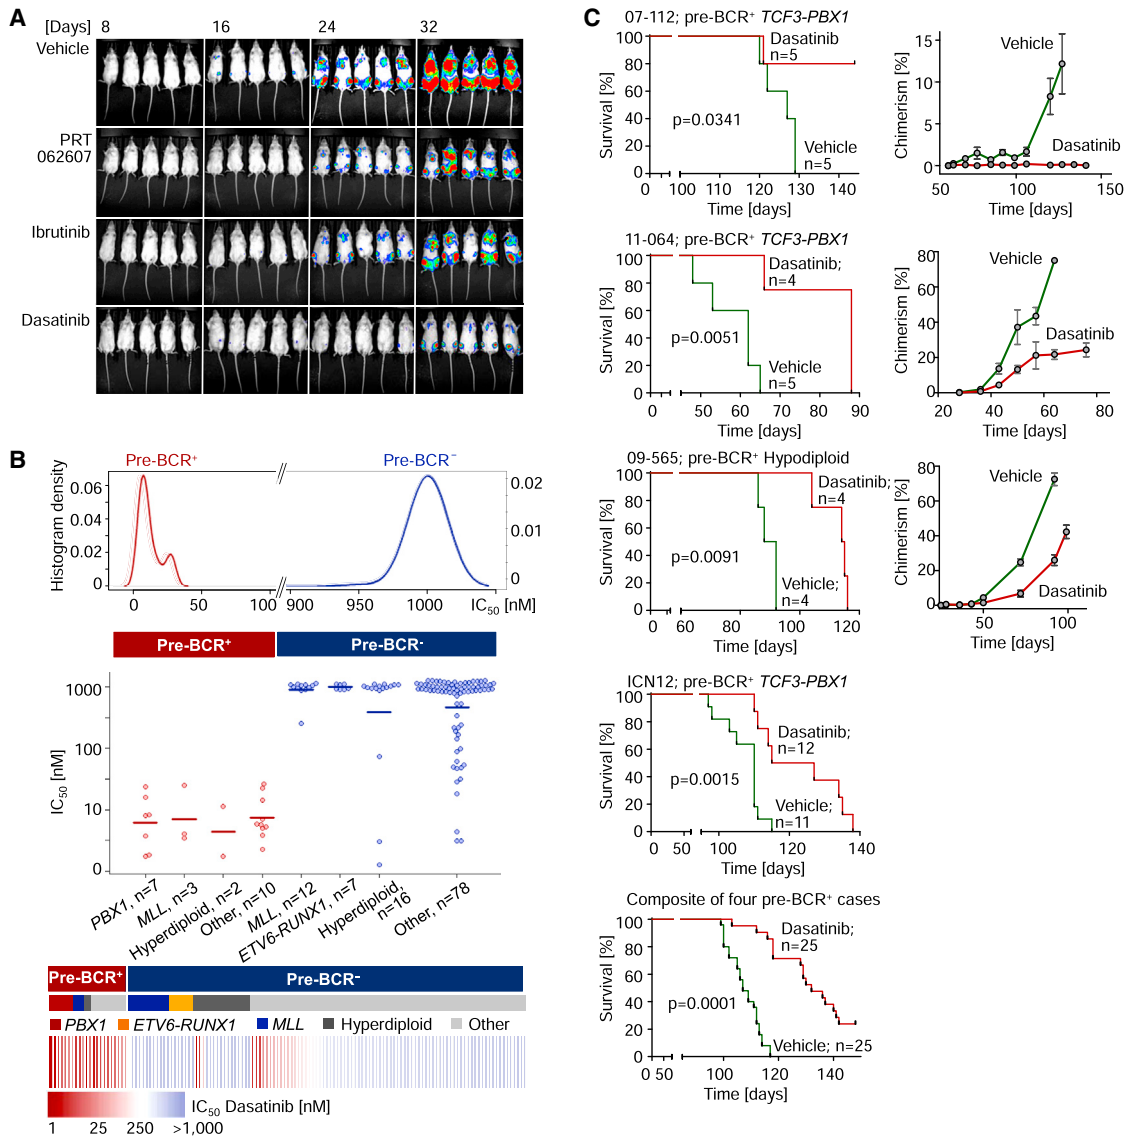 A
[Days] 8 16 24 32
Vehicle
PRT
062607
Ibrutinib
Dasatinib
B
Pre-BCR⁺ Pre-BCR⁻
Histogram density
0.06
0.04
0.02
0
0.02
0.01
0
0 50 100 900 950 1000 IC₅₀ [nM]
Pre-BCR⁺ Pre-BCR⁻
IC₅₀ [nM]
1000
100
10
0
PBX1, n=7
MLL, n=3
Hyperdiploid, n=2
Other, n=10
MLL, n=12
ETV6-RUNX1, n=7
Hyperdiploid,
n=16
Other, n=78
Pre-BCR⁺ Pre-BCR⁻
PBX1 ETV6-RUNX1 MLL Hyperdiploid Other
IC₅₀ Dasatinib [nM]
1 25 250 >1,000
C
07-112; pre-BCR⁺ TCF3-PBX1
Survival [%]
100
80
60
40
20
0
Dasatinib
n=5
p=0.0341
Vehicle
n=5
0 100 110 120 130 140
Time [days]
Chimerism [%]
15
10
5
0
Vehicle
Dasatinib
50 100 150
Time [days]
11-064; pre-BCR⁺ TCF3-PBX1
Survival [%]
100
80
60
40
20
0
Dasatinib;
n=4
p=0.0051
Vehicle
n=5
0 50 60 70 80 90
Time [days]
Chimerism [%]
80
60
40
20
0
Vehicle
Dasatinib
20 40 60 80
Time [days]
09-565; pre-BCR⁺ Hypodiploid
Survival [%]
100
80
60
40
20
0
Dasatinib;
n=4
p=0.0091
Vehicle;
n=4
0 60 80 100 120
Time [days]
Chimerism [%]
80
60
40
20
0
Vehicle
Dasatinib
50 100
Time [days]
ICN12; pre-BCR⁺ TCF3-PBX1
Survival [%]
100
80
60
40
20
0
Dasatinib;
n=12
p=0.0015
Vehicle;
n=11
0 50 100 120 140
Time [days]
Composite of four pre-BCR⁺ cases
Survival [%]
100
80
60
40
20
0
Dasatinib;
n=25
p=0.0001
Vehicle; n=25
0 50 100 120 140
Time [days]